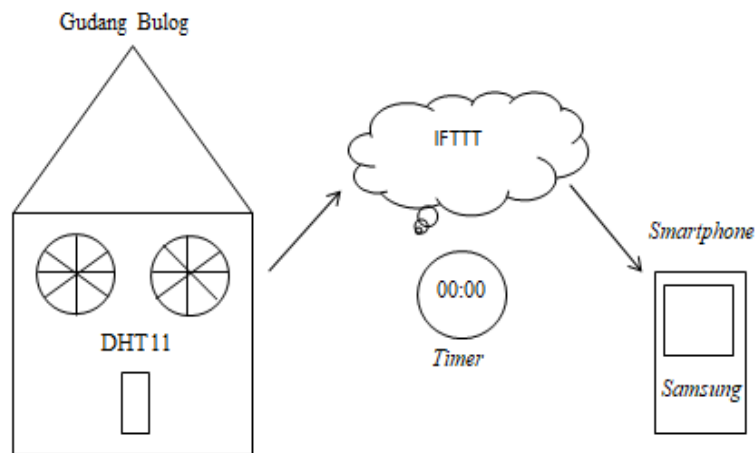 Gudang Bulog
IFTTT
Smartphone
00:00
DHT11
Timer
Samsung